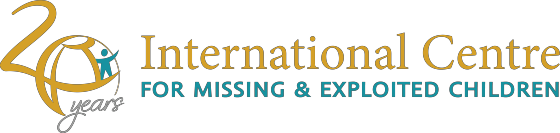 20 years
International Centre
FOR MISSING & EXPLOITED CHILDREN